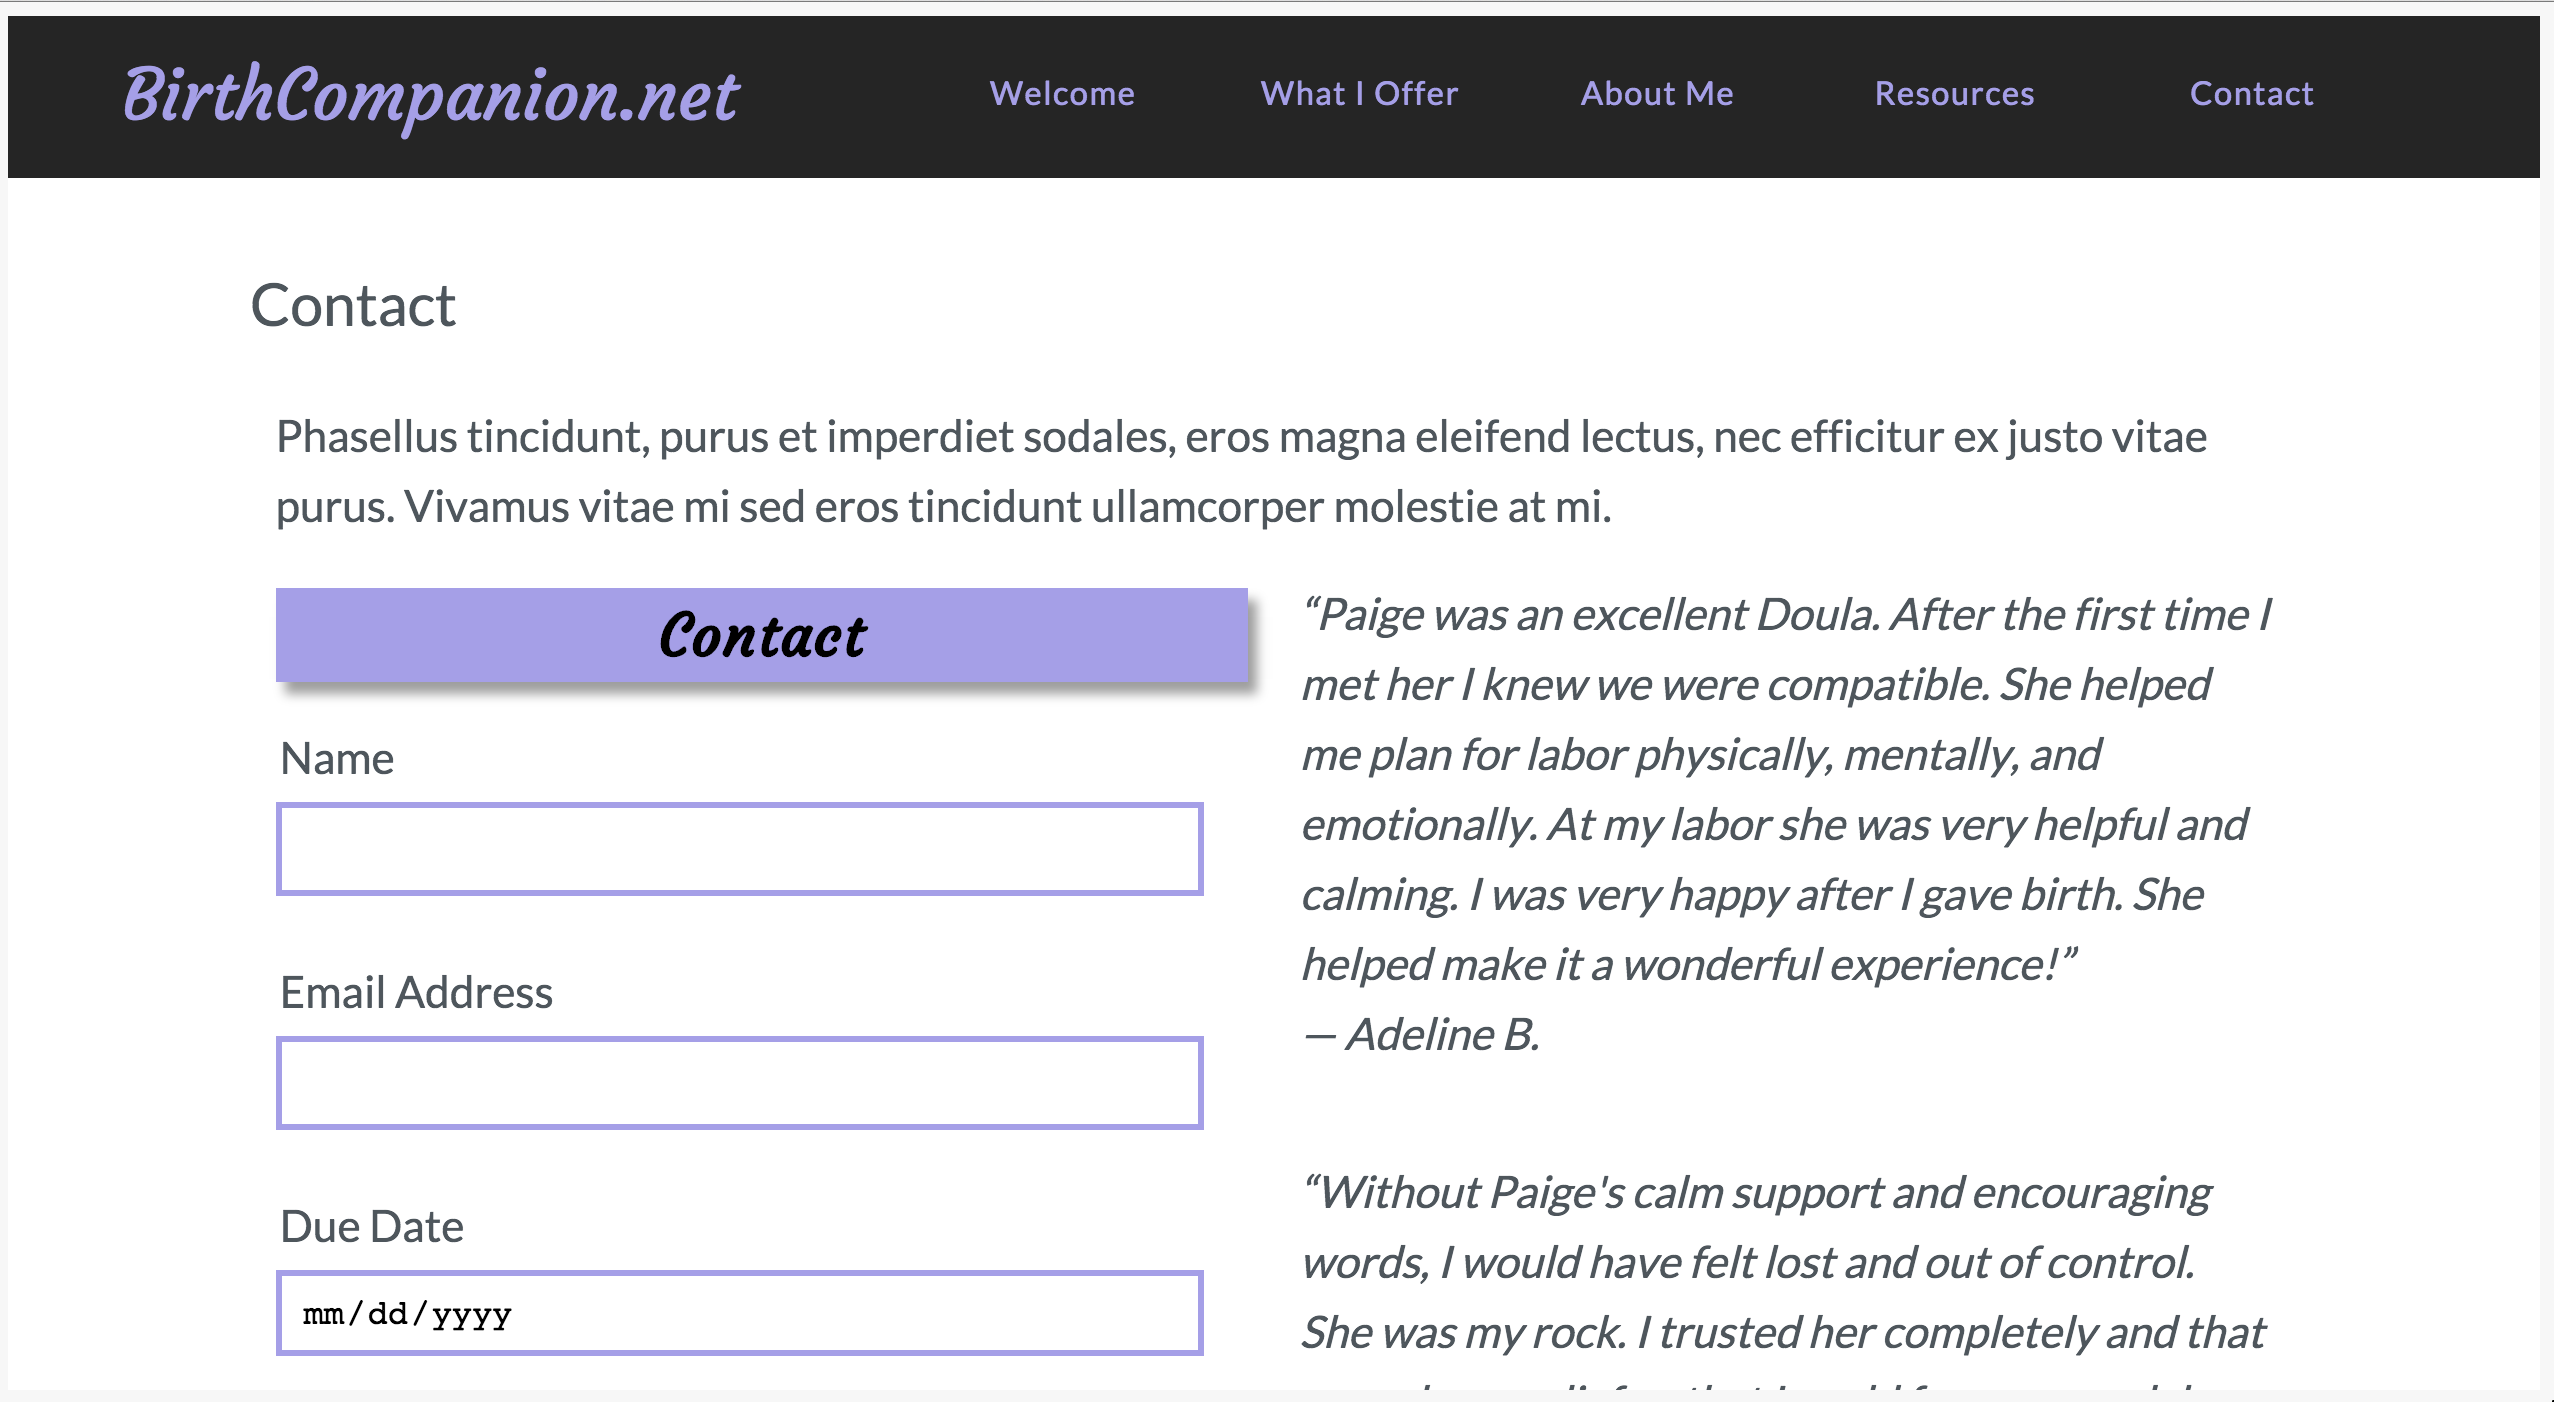 BirthCompanion.net
Welcome
What I Offer
About Me
Resources
Contact
Contact
Phasellus tincidunt, purus et imperdiet sodales, eros magna eleifend lectus, nec efficitur ex justo vitae
purus. Vivamus vitae mi sed eros tincidunt ullamcorper molestie at mi.
Contact
Name
Email Address
Due Date
mm/dd/yyyy
“Paige was an excellent Doula. After the first time I
met her I knew we were compatible. She helped
me plan for labor physically, mentally, and
emotionally. At my labor she was very helpful and
calming. I was very happy after I gave birth. She
helped make it a wonderful experience!”
— Adeline B.
“Without Paige's calm support and encouraging
words, I would have felt lost and out of control.
She was my rock. I trusted her completely and that